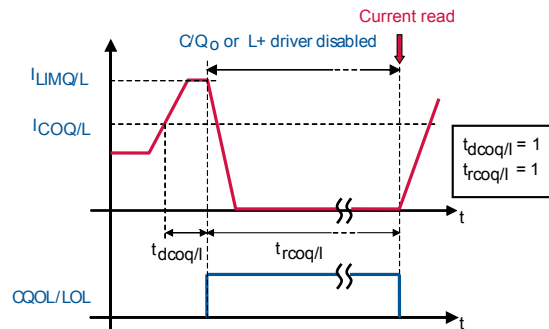 Current read
C/Qo or L+ driver disabled
ILIMQ/L
ICOQ/L
tdcoq/l = 1
trcoq/l = 1
t
tdcoq/l
trcoq/l
CQOL/LOL
t